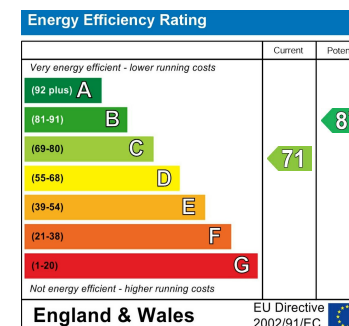 Energy Efficiency Rating
Current
Very energy efficient - lower running costs
(92 plus) A
(81-91) B
(69-80) C
71
(55-68) D
(39-54) E
(21-38) F
(1-20) G
Not energy efficient - higher running costs
England & Wales
EU Directive
2002/91/EC